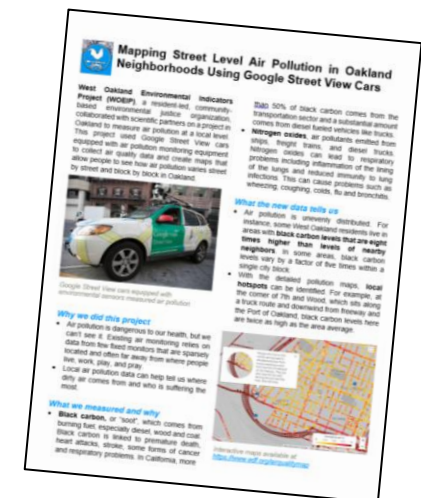 Mapping Street Level Air Pollution in Oakland
Neighborhoods Using Google Street View Cars
West Oakland Environmental Indicators
Project (WOEIP), a resident-led, community-
based environmental justice organization,
collaborated with scientific partners on a project in
Oakland to measure air pollution at a local level.
This project used Google Street View cars
equipped with air pollution monitoring equipment
to collect air quality data and create maps that
allow people to see how air pollution varies street
by street and block by block in Oakland.
Google Street View cars equipped with
environmental sensors measured air pollution
Why we did this project
• Air pollution is dangerous to our health, but we
can't see it. Existing air monitoring relies on
data from few fixed monitors that are sparsely
located and often far away from where people
live, work, play, and pray.
• Local air pollution data can help tell us where
dirty air comes from and who is suffering the
most.
What we measured and why
• Black carbon, or "soot", which comes from
burning fuel, especially diesel, wood and coal.
Black carbon is linked to premature death,
heart attacks, stroke, some forms of cancer
and respiratory problems. In California, more
than 50% of black carbon comes from the
transportation sector and a substantial amount
comes from diesel fueled vehicles like trucks.
• Nitrogen oxides, air pollutants emitted from
ships, freight trains, and diesel trucks.
Nitrogen oxides can lead to respiratory
problems including inflammation of the lining
of the lungs and reduced immunity to lung
infections. This can cause problems such as
wheezing, coughing, colds, flu and bronchitis.
What the new data tells us
• Air pollution is unevenly distributed. For
instance, some West Oakland residents live in
areas with black carbon levels that are eight
times higher than levels of nearby
neighbors. in some areas, black carbon
levels vary by a factor of five times within a
single city block.
• With the detailed pollution maps, local
hotspots can be identified. For example, at
the corner of 7th and Wood, which sits along
a truck route and downwind from freeway and
the Port of Oakland, black carbon levels here
are twice as high as the area average.
Interactive maps available at
https://www.edf.org/airqualitymaps